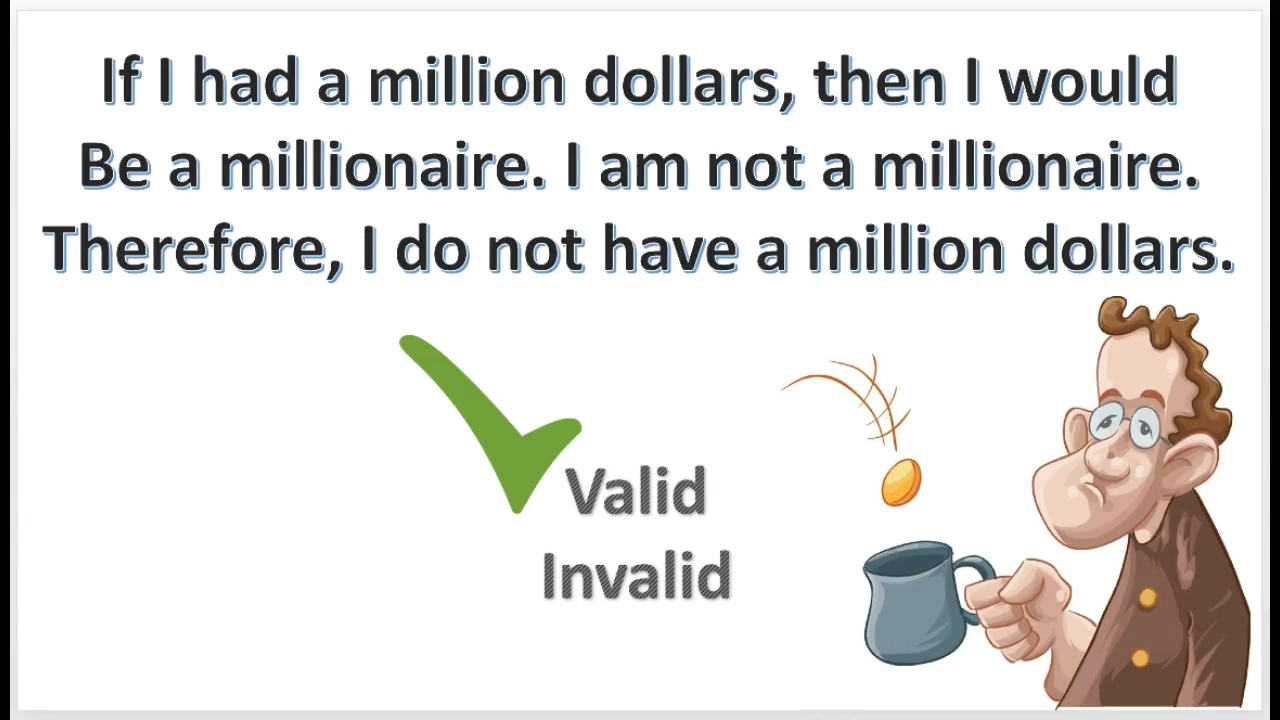 If I had a million dollars, then I would
Be a millionaire. I am not a millionaire.
Therefore, I do not have a million dollars.
Valid
Invalid